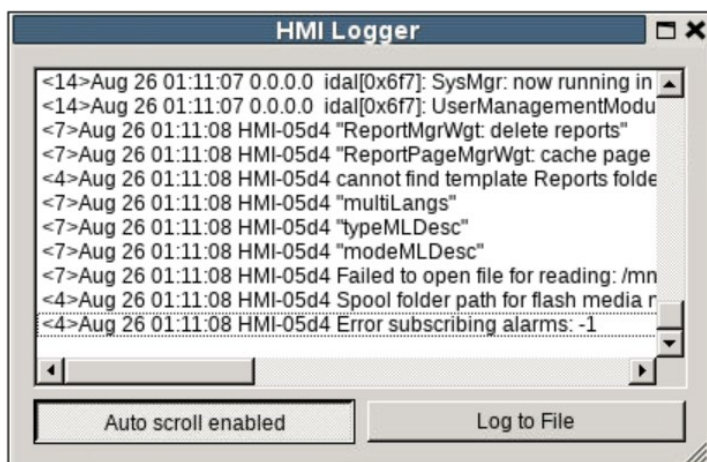 HMI Logger
<14>Aug 26 01:11:07 0.0.0.0  idal[0x6f7]: SysMgr: now running in
<14>Aug 26 01:11:07 0.0.0.0  idal[0x6f7]: UserManagementModu
<7>Aug 26 01:11:08 HMI-05d4 "ReportMgrWgt: delete reports"
<7>Aug 26 01:11:08 HMI-05d4 "ReportPageMgrWgt: cache page
<4>Aug 26 01:11:08 HMI-05d4 cannot find template Reports folde
<7>Aug 26 01:11:08 HMI-05d4 "multiLangs"
<7>Aug 26 01:11:08 HMI-05d4 "typeMLDesc"
<7>Aug 26 01:11:08 HMI-05d4 "modeMLDesc"
<7>Aug 26 01:11:08 HMI-05d4 Failed to open file for reading: /mn
<4>Aug 26 01:11:08 HMI-05d4 Spool folder path for flash media
<4>Aug 26 01:11:08 HMI-05d4 Error subscribing alarms: -1
Auto scroll enabled
Log to File